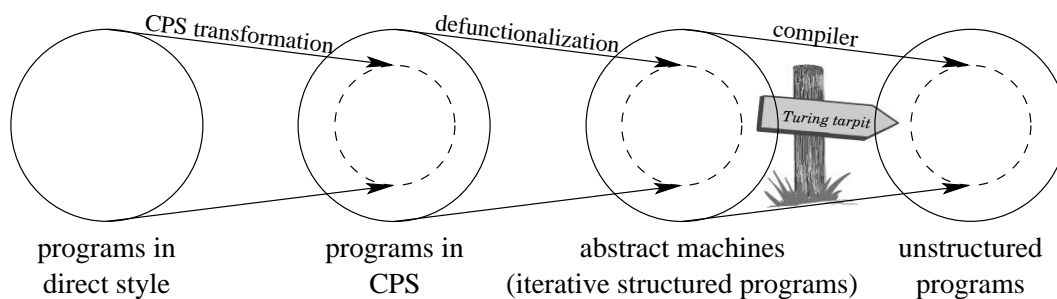 CPS transformation
defunctionalization
compiler
Turing tarpit
programs in
direct style
programs in
CPS
abstract machines
(iterative structured programs)
unstructured
programs